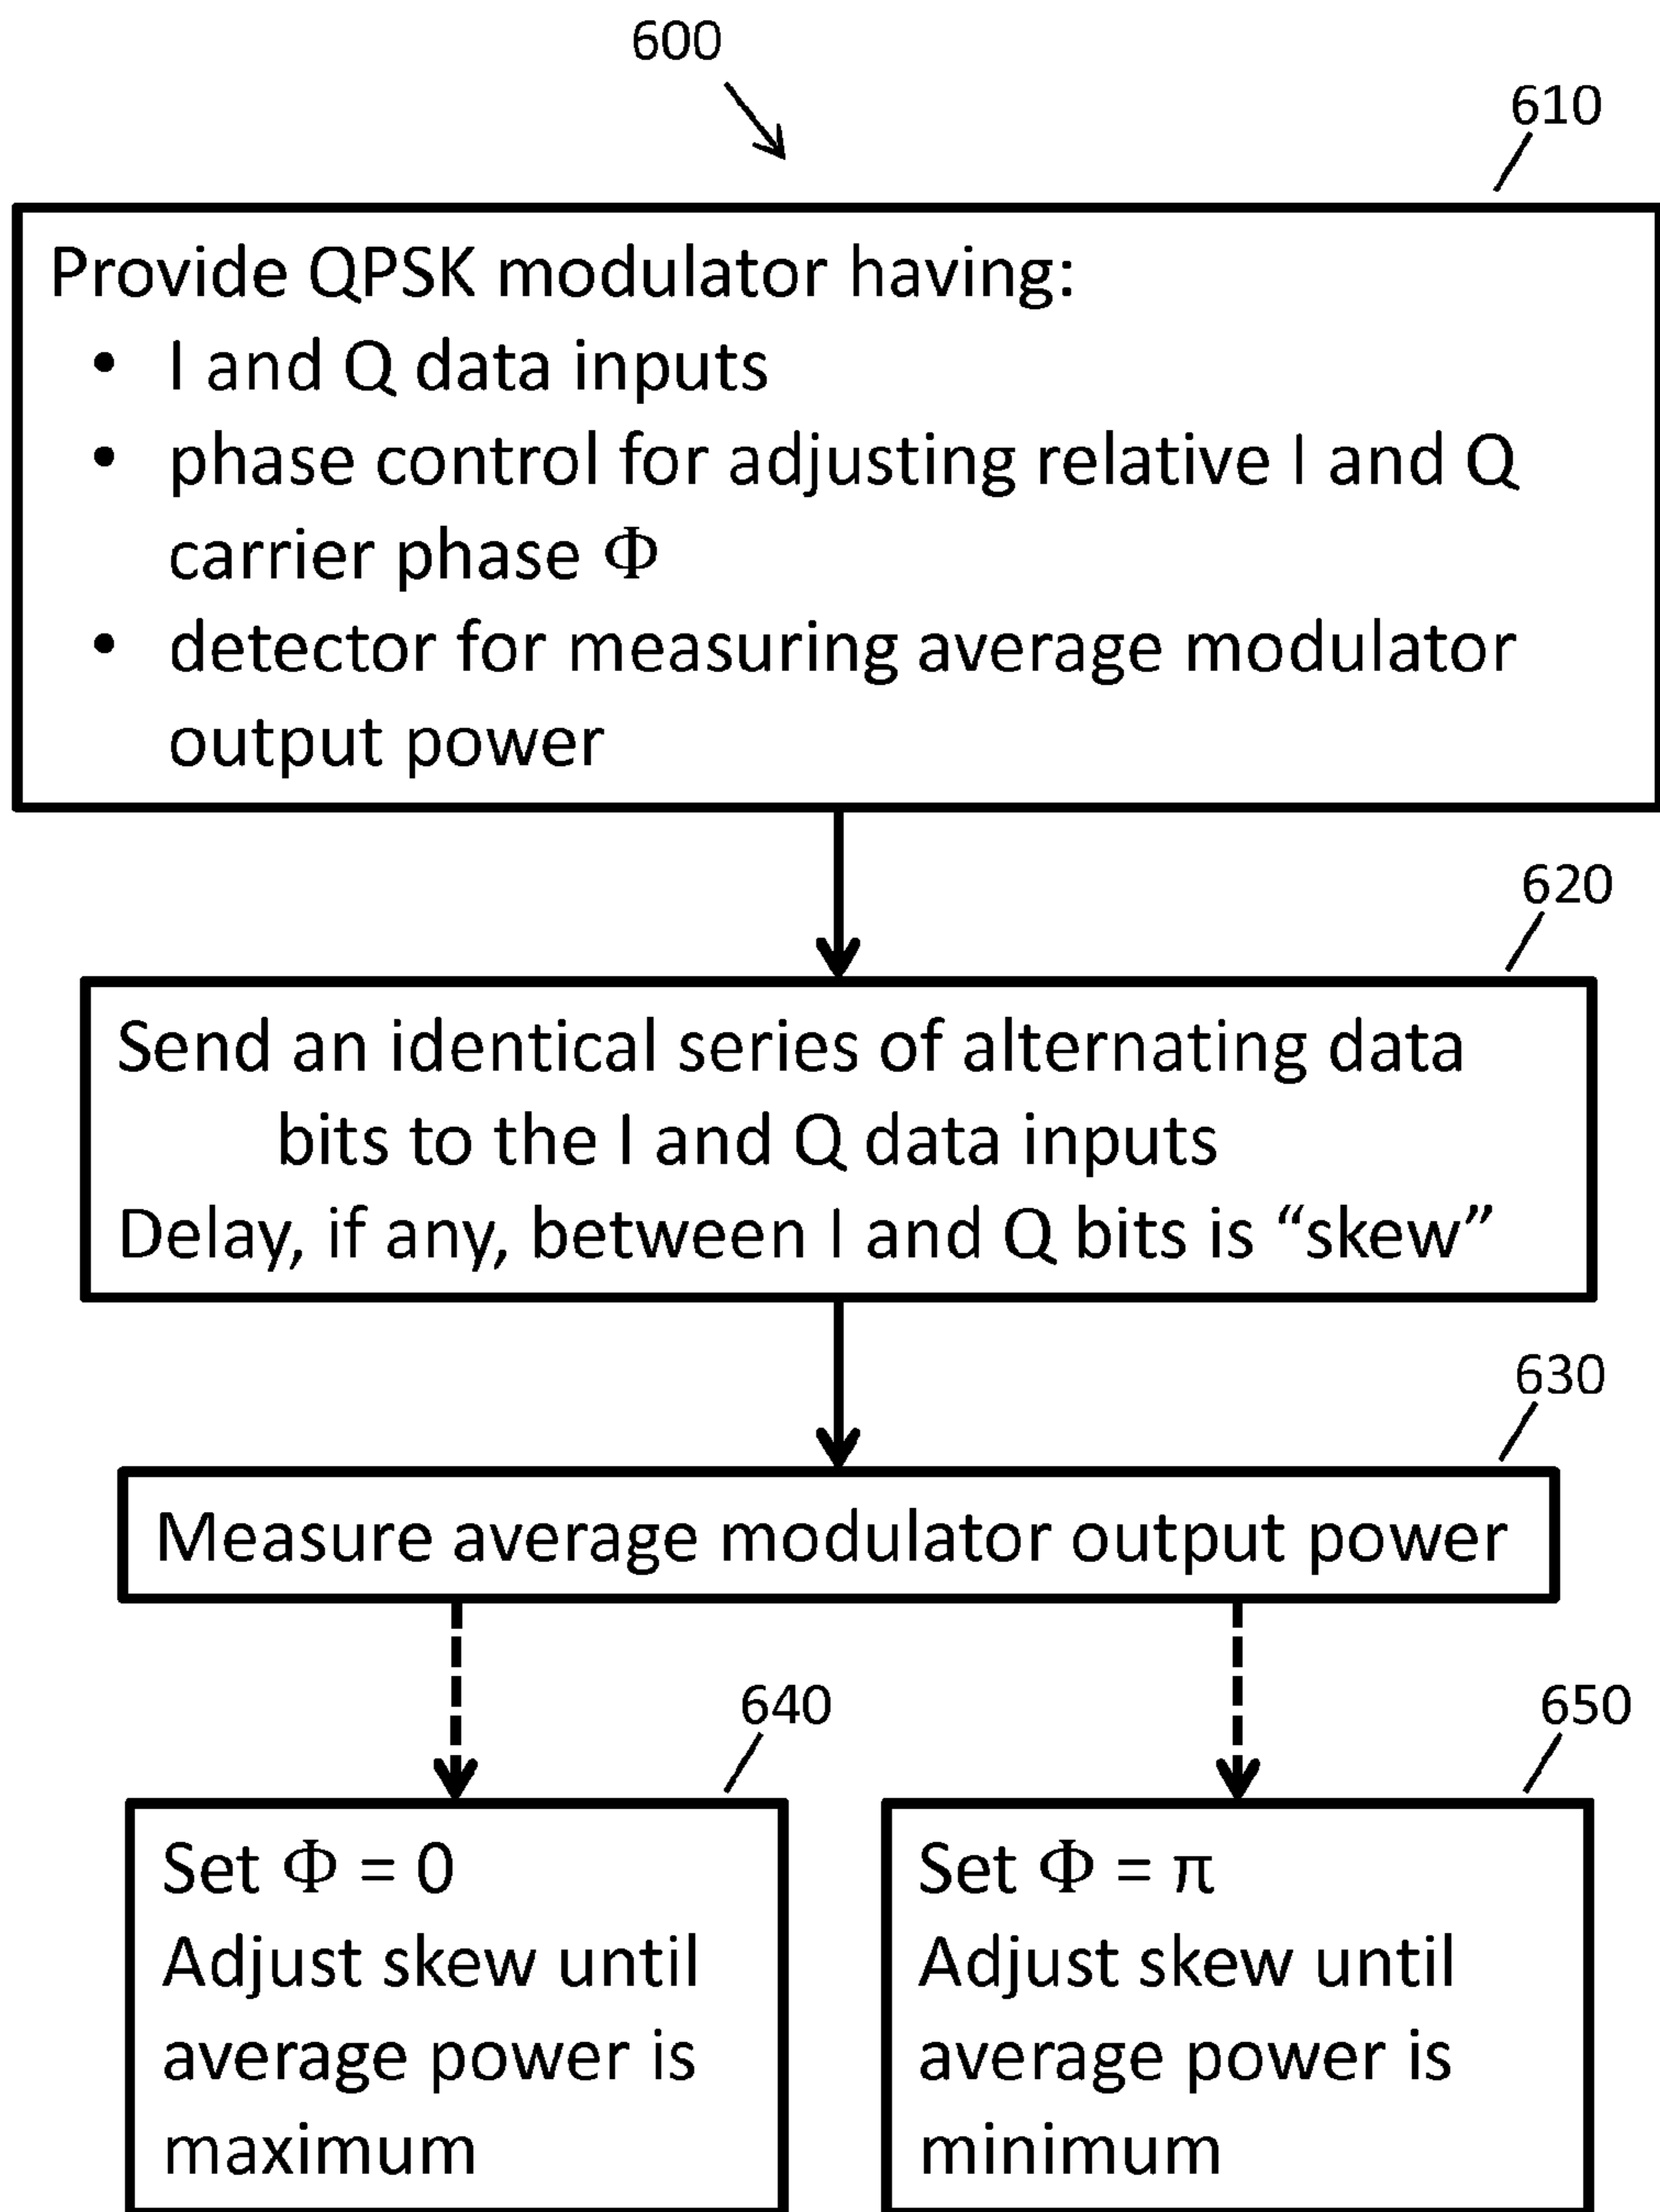 600
610
Provide QPSK modulator having:
• I and Q data inputs
• phase control for adjusting relative I and Q
carrier phase Φ
• detector for measuring average modulator
output power
620
Send an identical series of alternating data
bits to the I and Q data inputs
Delay, if any, between I and Q bits is “skew”
630
Measure average modulator output power
640
Set Φ = 0
Adjust skew until
average power is
maximum
650
Set Φ = π
Adjust skew until
average power is
minimum